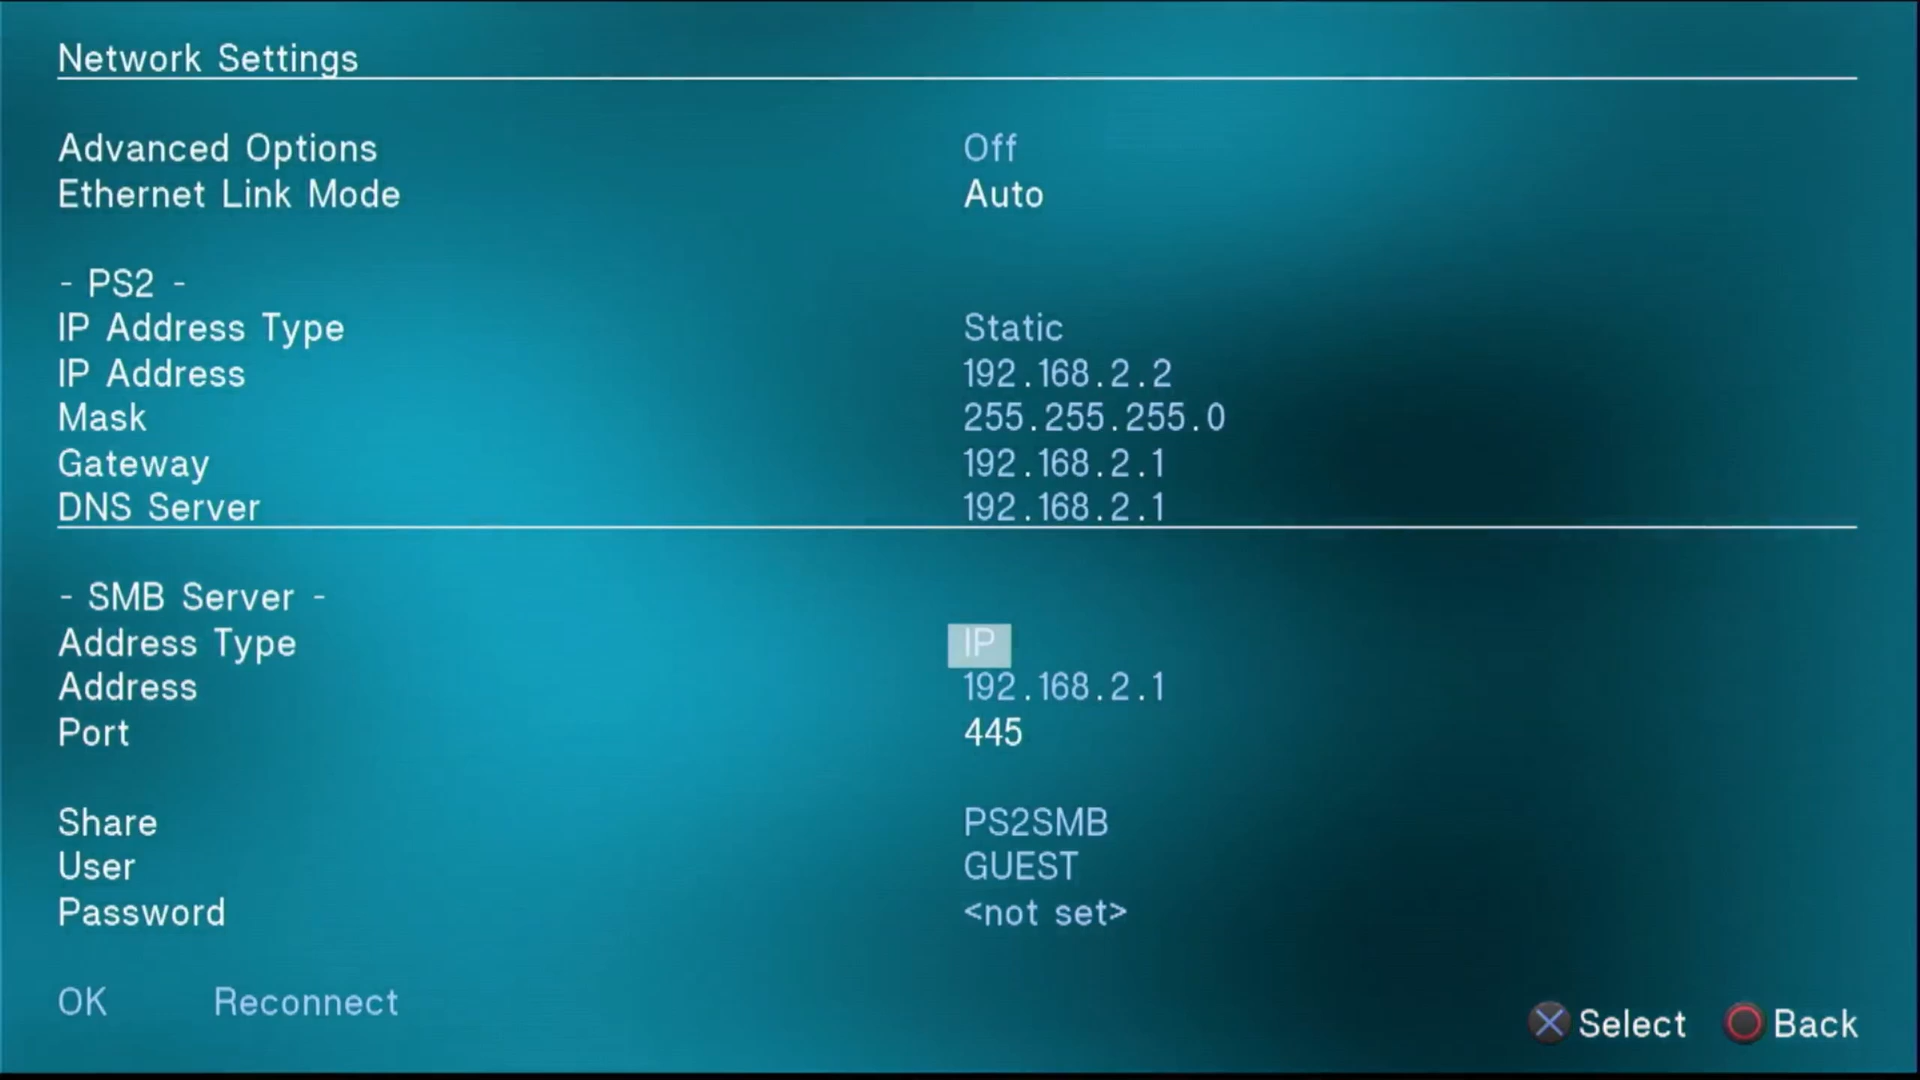 Network Settings
Advanced Options Off
Ethernet Link Mode Auto
- PS2 -
IP Address Type Static
IP Address 192.168.2.2
Mask 255.255.255.0
Gateway 192.168.2.1
DNS Server 192.168.2.1
- SMB Server -
Address Type IP
Address 192.168.2.1
Port 445
Share PS2SMB
User GUEST
Password <not set>
OK Reconnect
Select Back